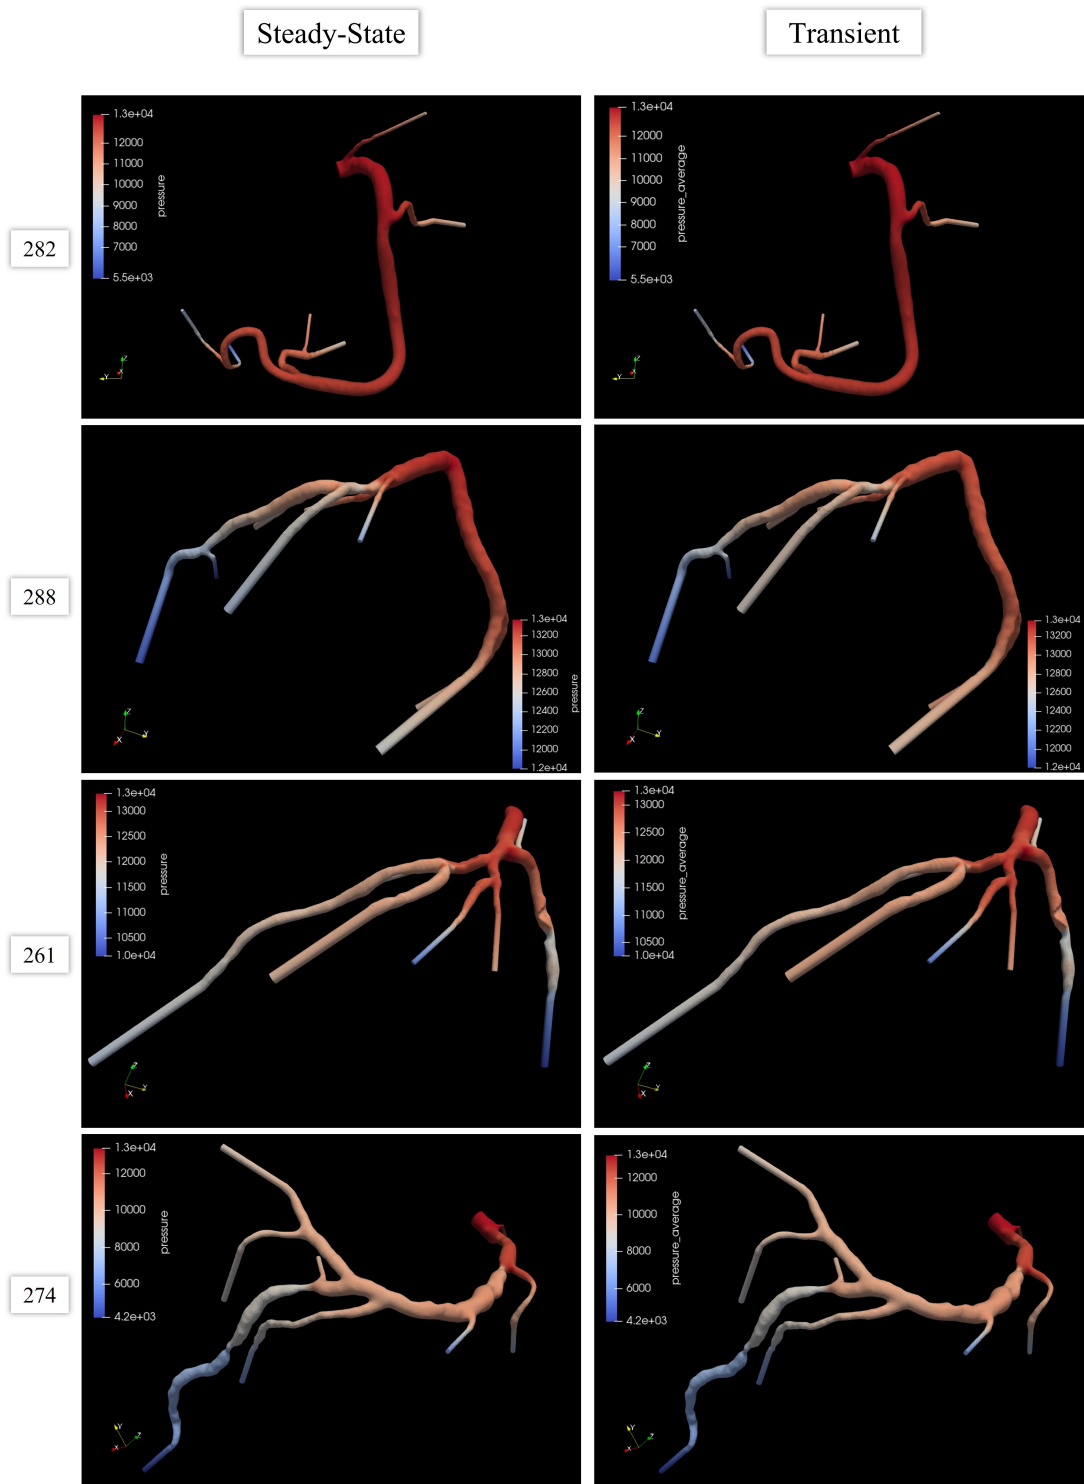 Steady-State
Transient
282
1.3e+04
12000
11000
10000
9000
8000
7000
5.5e+03
pressure
Z
X
Y
1.3e+04
12000
11000
10000
9000
8000
7000
5.5e+03
pressure_average
Z
X
Y
288
1.3e+04
13200
13000
12800
12600
12400
12200
12000
1.2e+04
pressure
Z
X
Y
1.3e+04
13200
13000
12800
12600
12400
12200
12000
1.2e+04
Z
X
Y
261
1.3e+04
13000
12500
12000
11500
11000
10500
1.0e+04
pressure
Z
X
Y
1.3e+04
13000
12500
12000
11500
11000
10500
1.0e+04
pressure_average
Z
X
Y
274
1.3e+04
12000
10000
8000
6000
4.2e+03
pressure
Y
X
Z
1.3e+04
12000
10000
8000
6000
4.2e+03
pressure_average
Y
X
Z